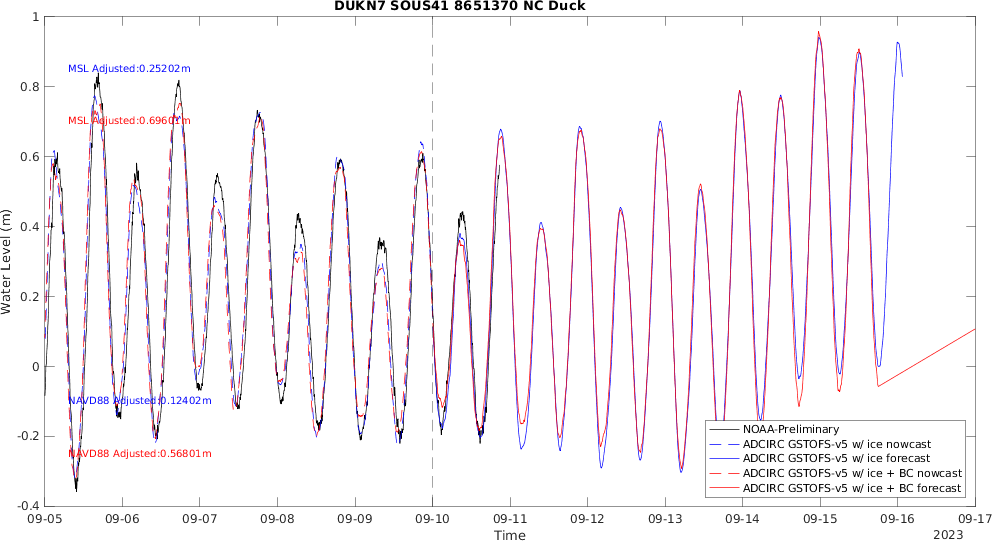 DUKN7 SOUS41 8651370 NC Duck
1
0.8
0.6
0.4
0.2
0
-0.2
-0.4
Water Level (m)
MSL Adjusted:0.25202m
MSL Adjusted:0.69601m
NAVD88 Adjusted:0.12402m
NAVD88 Adjusted:0.56801m
NOAA-Preliminary
ADCIRC GSTOFS-v5 w/ ice nowcast
ADCIRC GSTOFS-v5 w/ ice forecast
ADCIRC GSTOFS-v5 w/ ice + BC nowcast
ADCIRC GSTOFS-v5 w/ ice + BC forecast
09-05 09-06 09-07 09-08 09-09 09-10 09-11 09-12 09-13 09-14 09-15 09-16 09-17
Time
2023